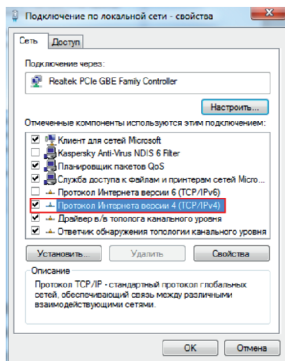 Подключение по локальной сети - свойства
Сеть
Доступ
Подключение через:
Realtek PCIe GBE Family Controller
Настроить...
Отмеченные компоненты используются этим подключением:
Клиент для сетей Microsoft
Kaspersky Anti-Virus NDIS 6 Filter
Планировщик пакетов QoS
Служба доступа к файлам и принтерам сетей Micro...
Протокол Интернета версии 6 (TCP/IPv6)
Протокол Интернета версии 4 (TCP/IPv4)
Драйвер в/в тополога канального уровня
Ответчик обнаружения топологии канального уровня
Установить...
Удалить
Свойства
Описание
Протокол TCP/IP - стандартный протокол глобальных
сетей, обеспечивающий связь между различными
взаимодействующими сетями.
OK
Отмена